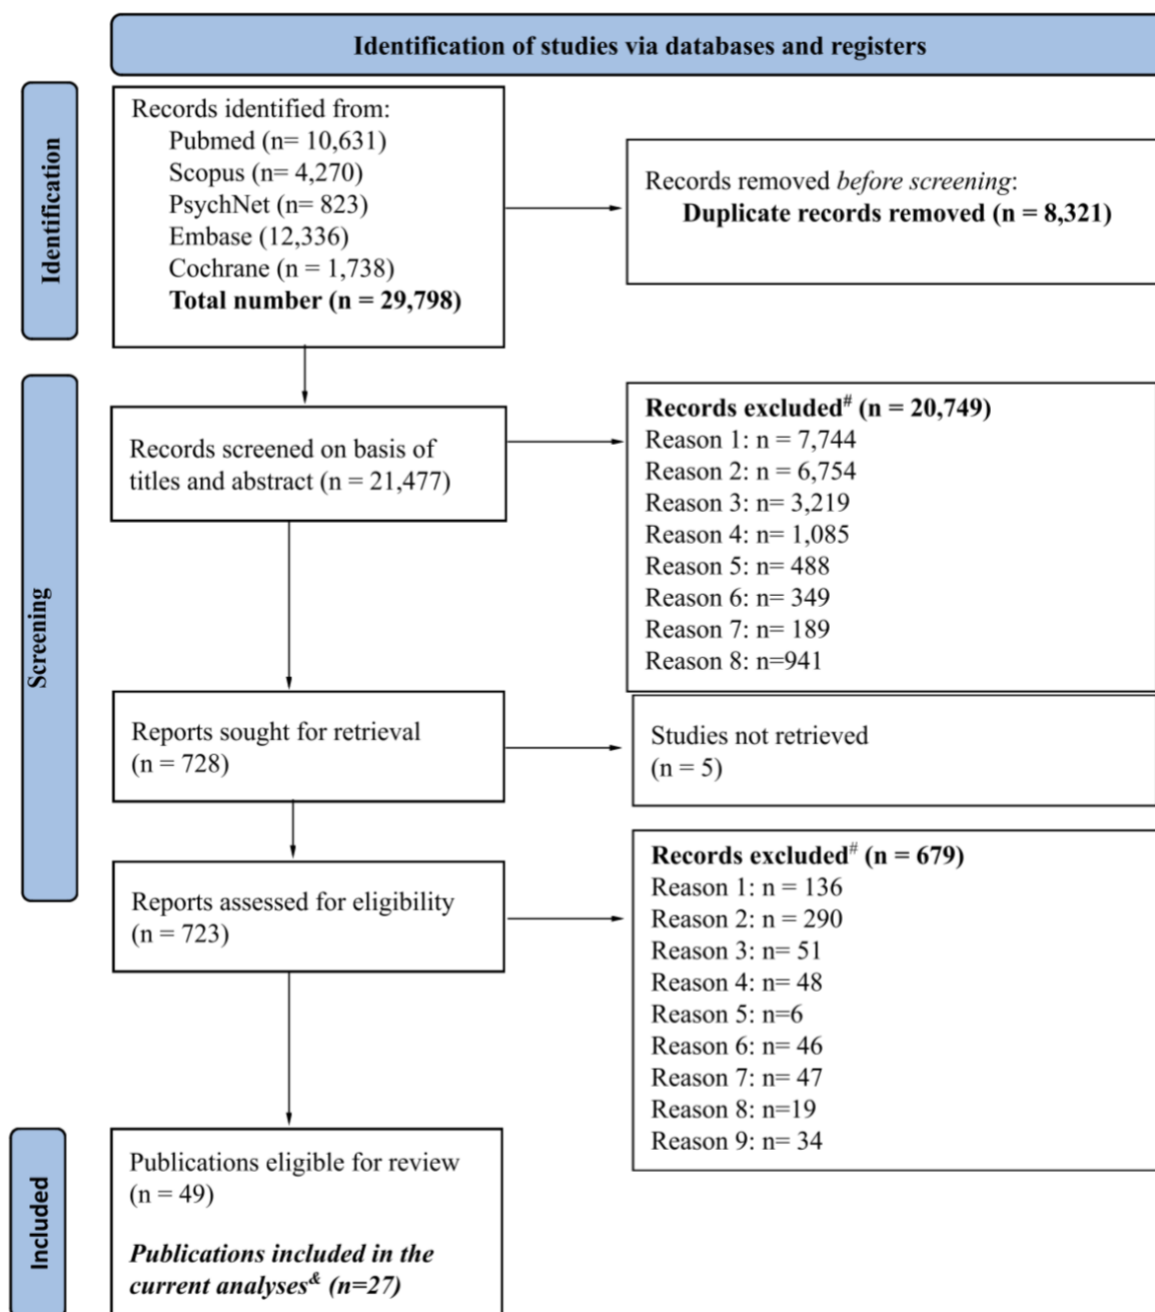 Identification of studies via databases and registers
Identification
Records identified from:
Pubmed (n= 10,631)
Scopus (n= 4,270)
PsychNet (n= 823)
Embase (12,336)
Cochrane (n = 1,738)
Total number (n = 29,798)
Records removed before screening:
Duplicate records removed (n = 8,321)
Screening
Records screened on basis of
titles and abstract (n = 21,477)
Records excluded# (n = 20,749)
Reason 1: n = 7,744
Reason 2: n = 6,754
Reason 3: n= 3,219
Reason 4: n= 1,085
Reason 5: n= 488
Reason 6: n= 349
Reason 7: n= 189
Reason 8: n=941
Reports sought for retrieval
(n = 728)
Studies not retrieved
(n = 5)
Reports assessed for eligibility
(n = 723)
Records excluded# (n = 679)
Reason 1: n = 136
Reason 2: n = 290
Reason 3: n= 51
Reason 4: n= 48
Reason 5: n=6
Reason 6: n= 46
Reason 7: n= 47
Reason 8: n=19
Reason 9: n= 34
Included
Publications eligible for review
(n = 49)
Publications included in the
current analyses& (n=27)